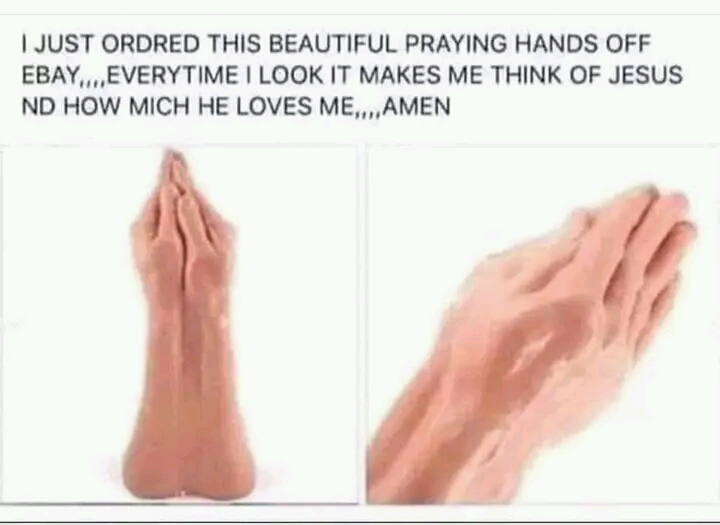 I JUST ORDRED THIS BEAUTIFUL PRAYING HANDS OFF
EBAY,,,,EVERYTIME I LOOK IT MAKES ME THINK OF JESUS
ND HOW MICH HE LOVES ME,,,,AMEN